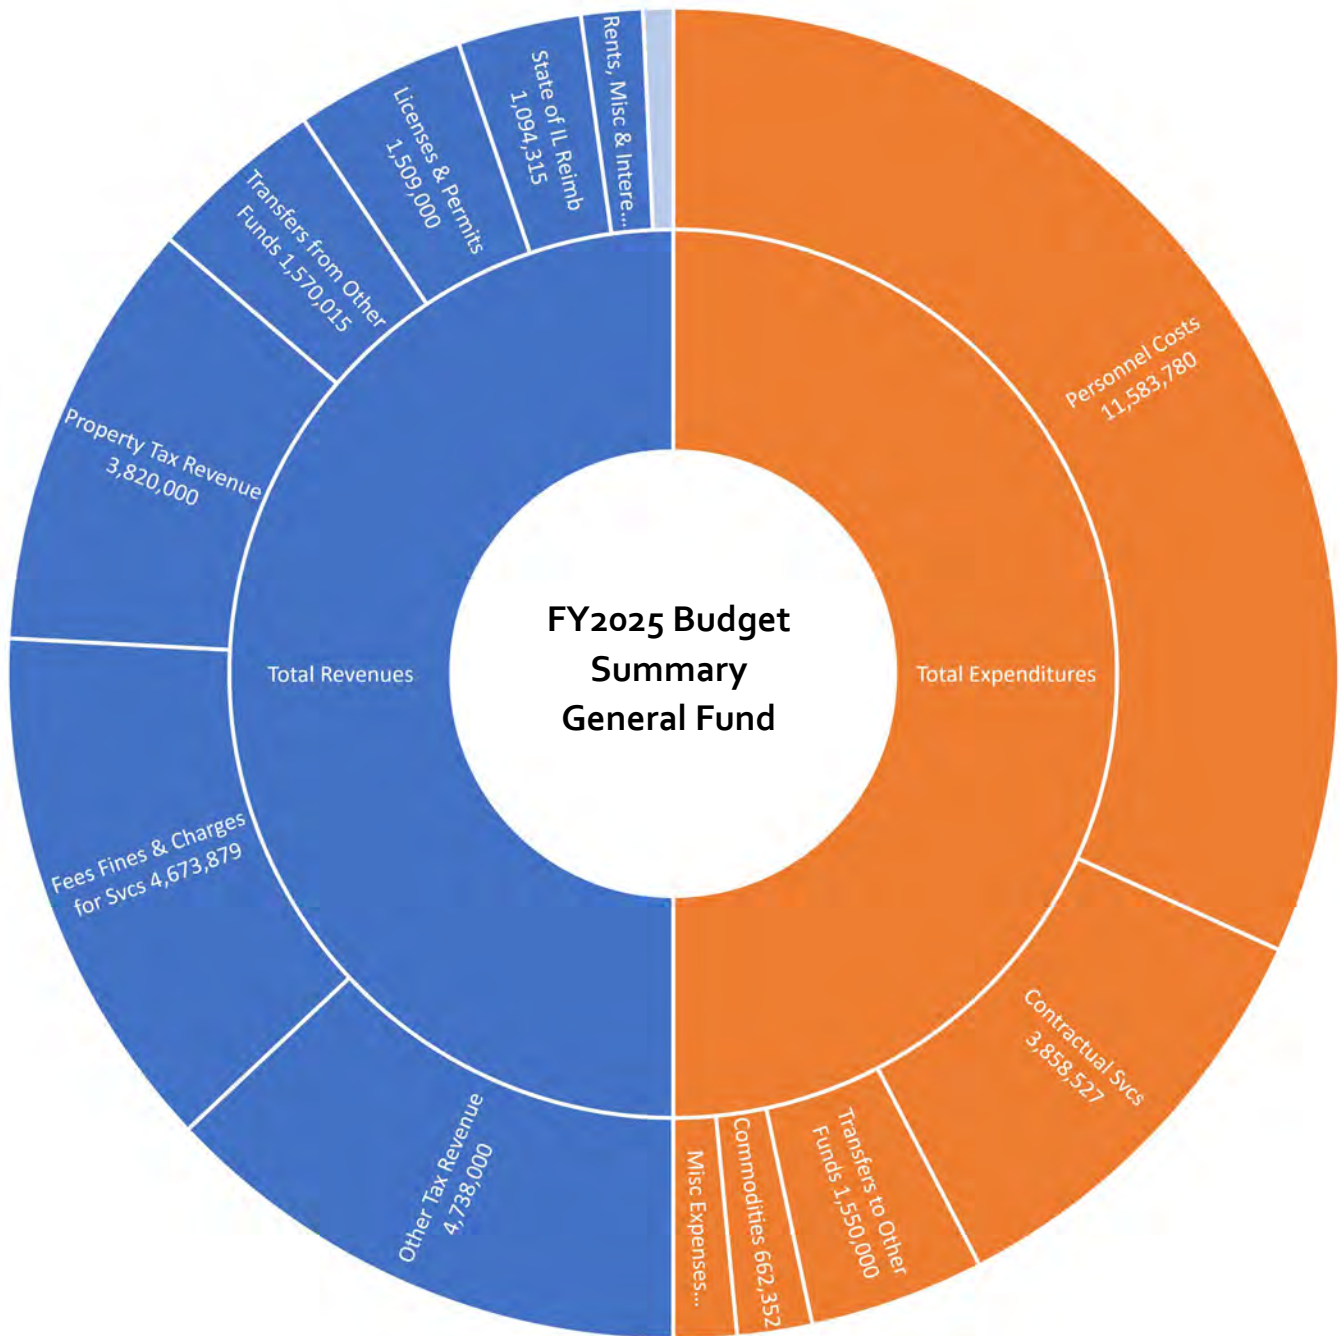 FY2025 Budget
Summary
General Fund
Total Revenues
Total Expenditures
Personnel Costs
11,583,780
Contractual Svcs
3,858,527
Transfers to Other
Funds 1,550,000
Commodities 662,352
Misc Expenses...
Other Tax Revenue
4,738,000
Fees Fines & Charges
for Svcs 4,673,879
Property Tax Revenue
3,820,000
Transfers from Other
Funds 1,570,015
Licenses & Permits
1,509,000
State of IL Reimb
1,094,315
Rents, Misc & Intere...